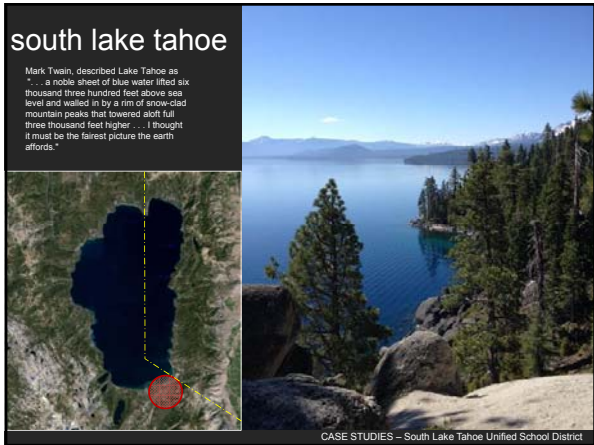 south lake tahoe
Mark Twain, described Lake Tahoe as
". . . a noble sheet of blue water lifted six
thousand three hundred feet above sea
level and walled in by a rim of snow-clad
mountain peaks that towered aloft full
three thousand feet higher . . . I thought
it must be the fairest picture the earth
affords."
CASE STUDIES – South Lake Tahoe Unified School District